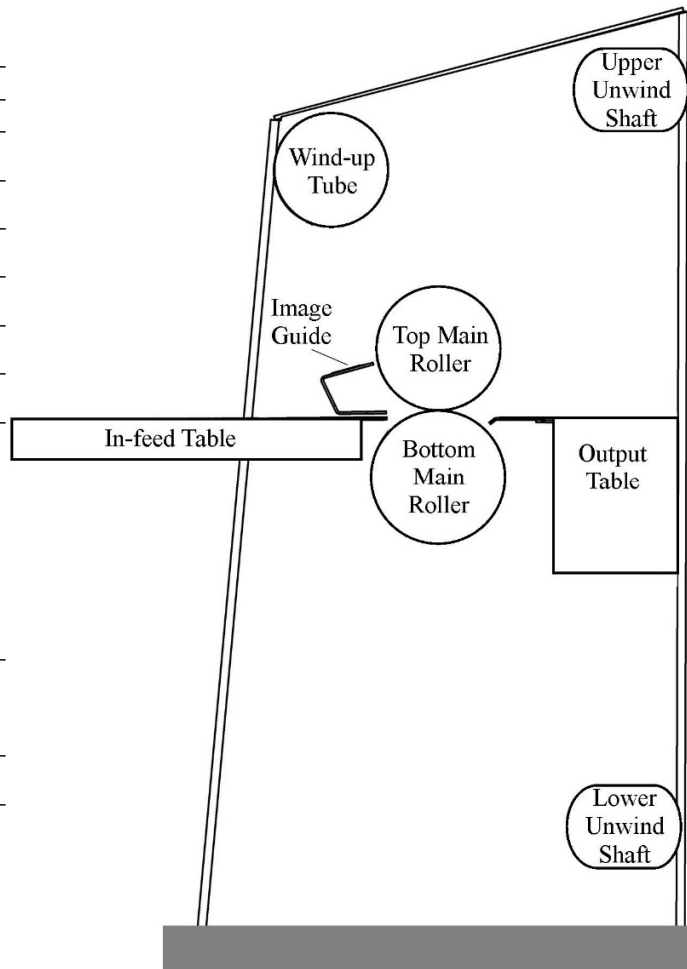 Upper
Unwind
Shaft
Wind-up
Tube
Image
Guide
Top Main
Roller
In-feed Table
Bottom
Main
Roller
Output
Table
Lower
Unwind
Shaft